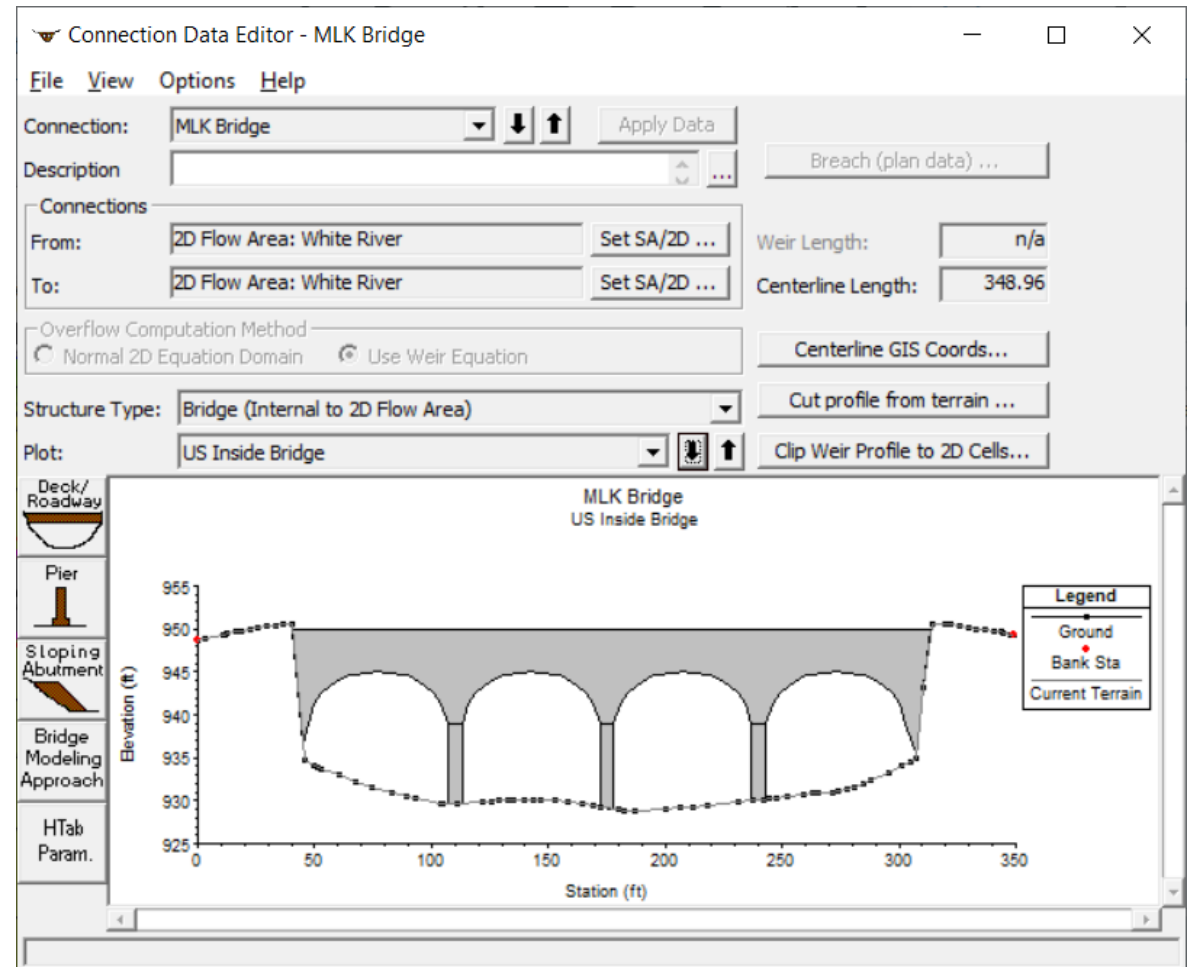 Connection Data Editor - MLK Bridge
File View Options Help
Connection: MLK Bridge Apply Data
Description ... Breach (plan data) ...
Connections
From: 2D Flow Area: White River Set SA/2D ... Weir Length: n/a
To: 2D Flow Area: White River Set SA/2D ... Centerline Length: 348.96
Overflow Computation Method
Normal 2D Equation Domain Use Weir Equation Centerline GIS Coords...
Structure Type: Bridge (Internal to 2D Flow Area) Cut profile from terrain ...
Plot: US Inside Bridge Clip Weir Profile to 2D Cells...
Deck/
Roadway
Pier
Sloping
Abutment
Bridge
Modeling
Approach
HTab
Param.
MLK Bridge
US Inside Bridge
955
950
945
940
935
930
925
Elevation (ft)
0 50 100 150 200 250 300 350
Station (ft)
Legend
Ground
Bank Sta
Current Terrain